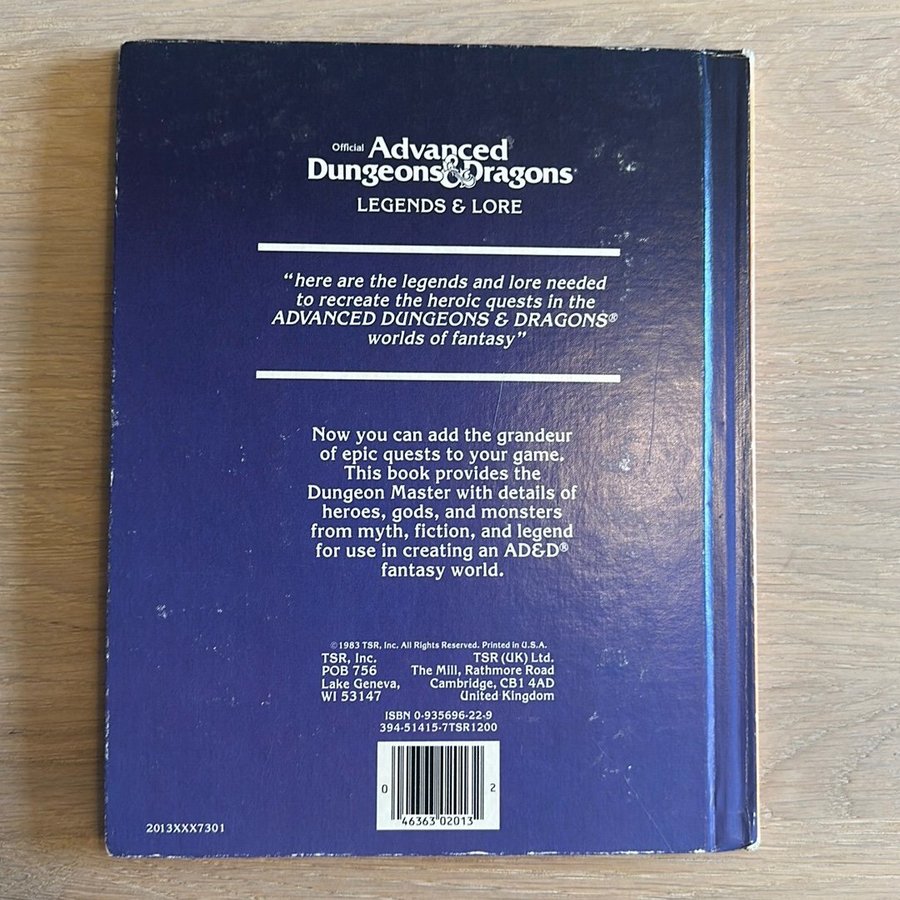 Official Advanced
Dungeons & Dragons®
LEGENDS & LORE
“here are the legends and lore needed
to recreate the heroic quests in the
ADVANCED DUNGEONS & DRAGONS®
worlds of fantasy”
Now you can add the grandeur
of epic quests to your game.
This book provides the
Dungeon Master with details of
heroes, gods, and monsters
from myth, fiction, and legend
for use in creating an AD&D®
fantasy world.
©1983 TSR, Inc. All Rights Reserved. Printed in U.S.A.
TSR, Inc.
POB 756
Lake Geneva,
WI 53147
TSR (UK) Ltd.
The Mill, Rathmore Road
Cambridge, CB1 4AD
United Kingdom
ISBN 0-935696-22-9
394-51415-7TSR1200
0 46363 02013 2
2013XXX7301